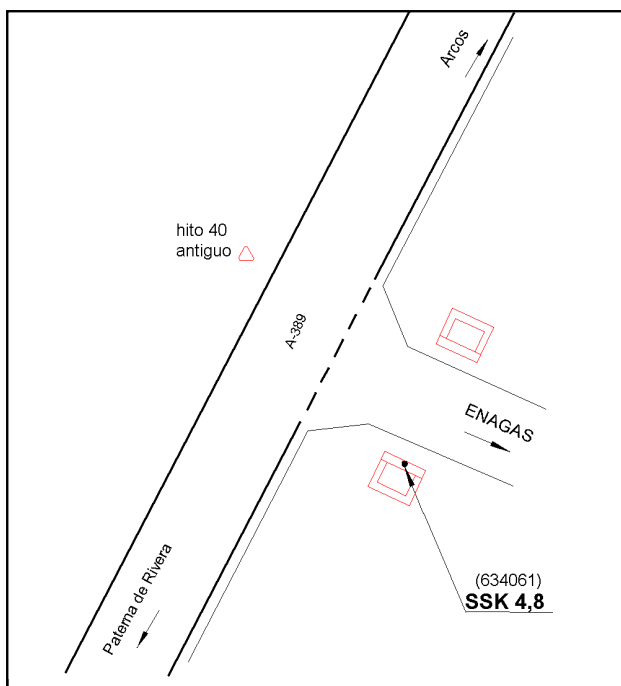 Arcos
hito 40
antiguo
A-389
ENAGAS
Paterna de Rivera
(634061)
SSK 4,8